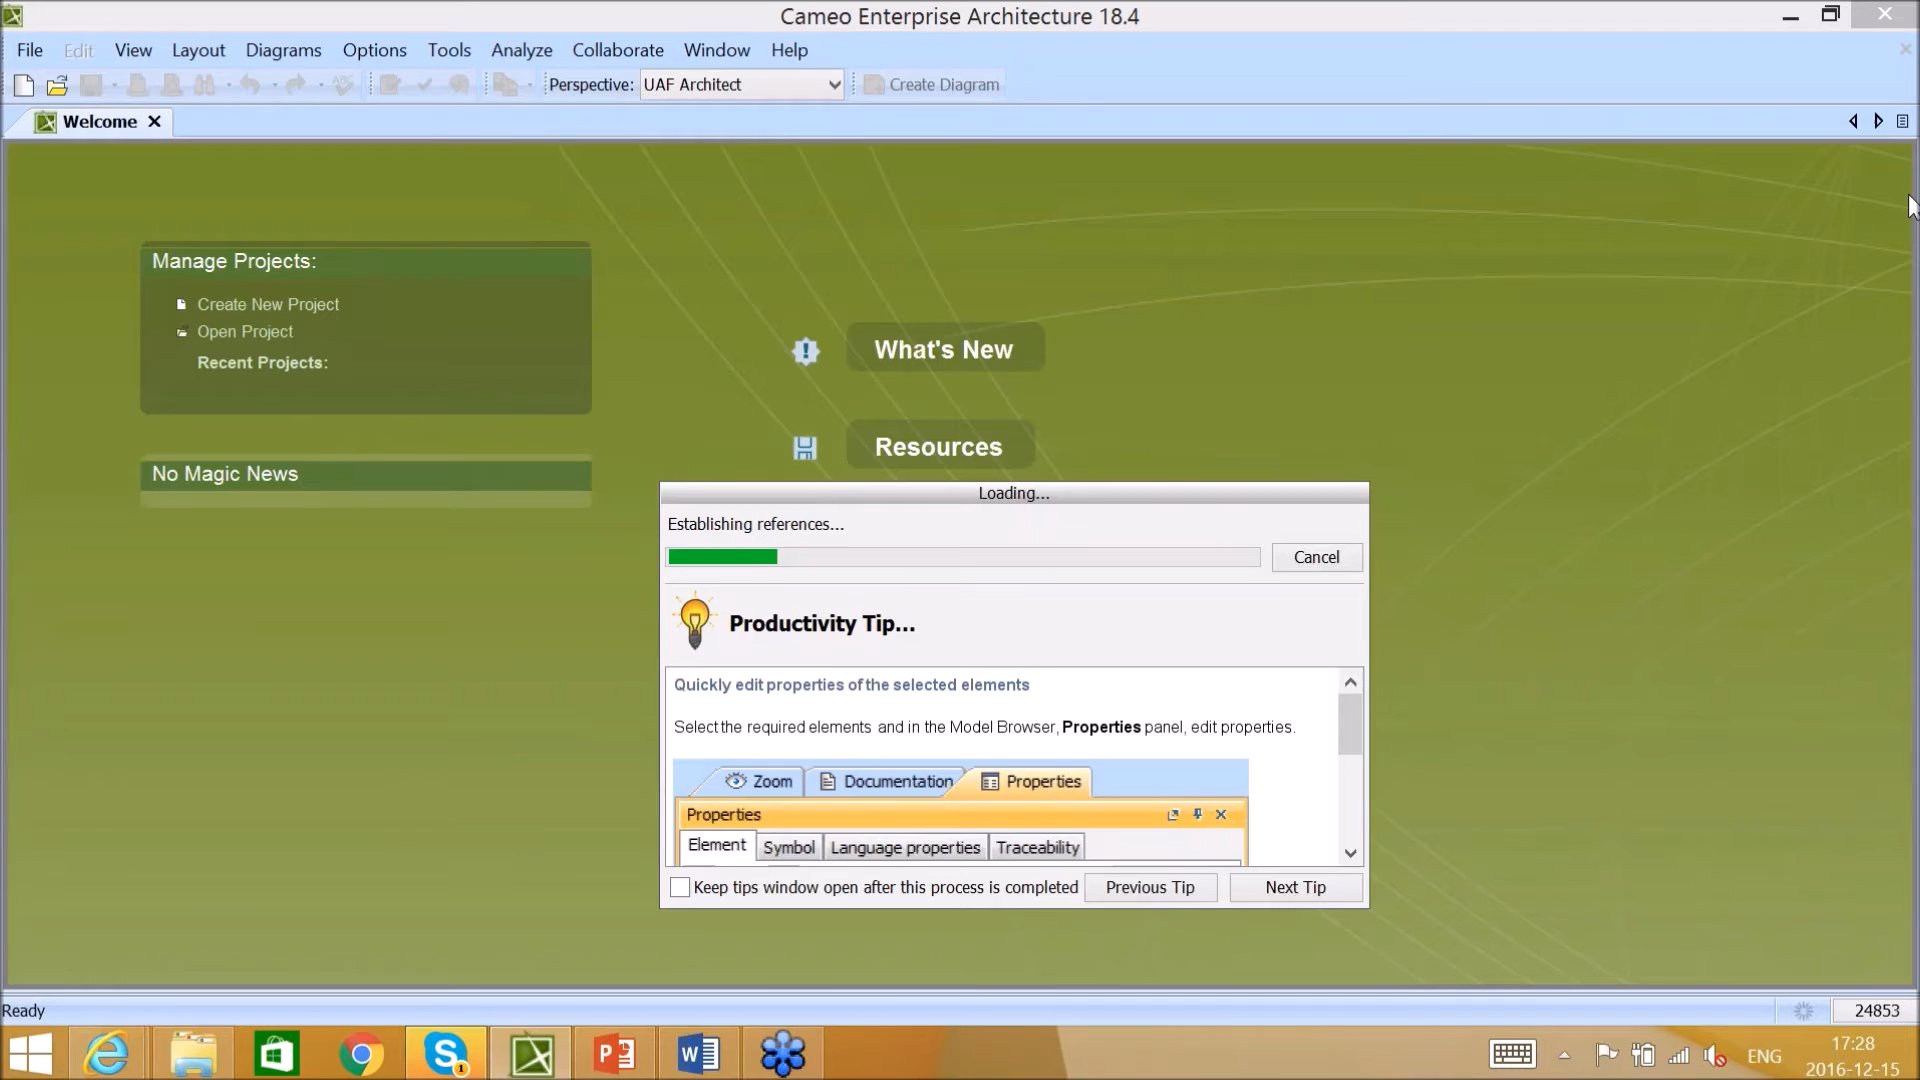 Cameo Enterprise Architecture 18.4
File Edit View Layout Diagrams Options Tools Analyze Collaborate Window Help
Perspective: UAF Architect Create Diagram
Welcome
Manage Projects:
Create New Project
Open Project
Recent Projects:
No Magic News
What's New
Resources
Loading...
Establishing references...
Cancel
Productivity Tip...
Quickly edit properties of the selected elements
Select the required elements and in the Model Browser, Properties panel, edit properties.
Zoom Documentation Properties
Properties
Element Symbol Language properties Traceability
Keep tips window open after this process is completed Previous Tip Next Tip
Ready 24853
ENG 17:28
2016-12-15